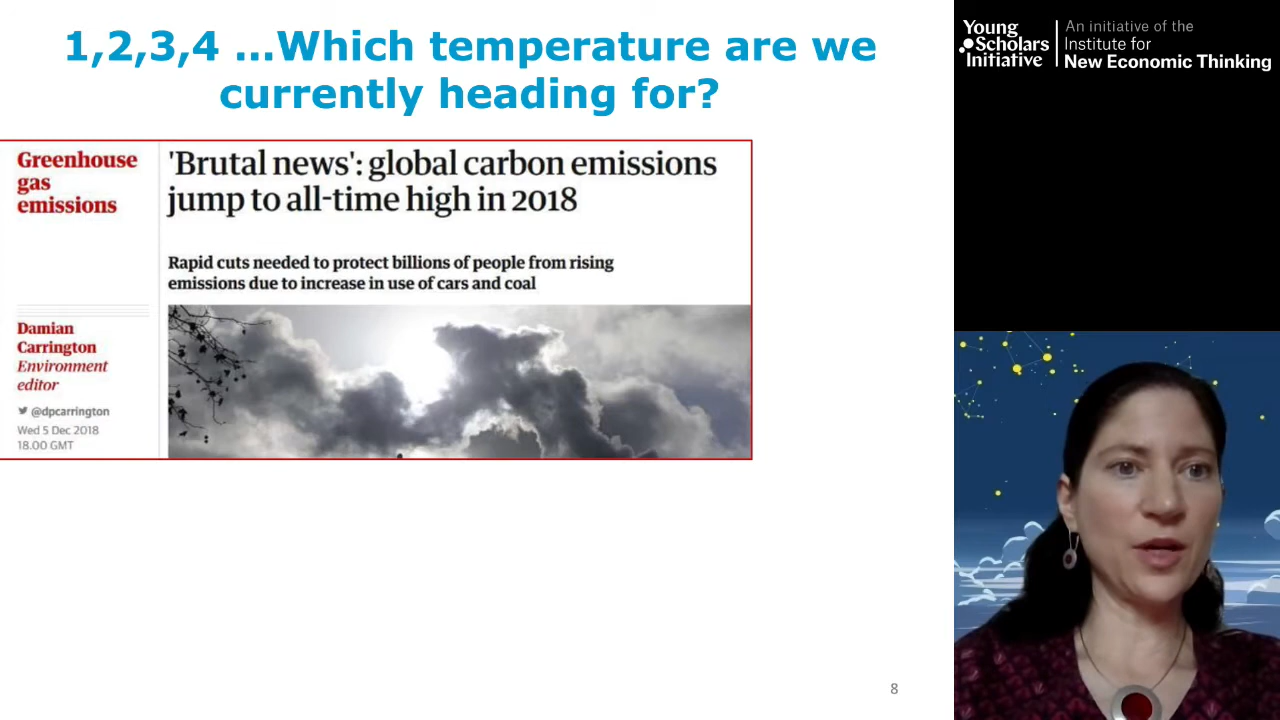 1,2,3,4 ...Which temperature are we
currently heading for?
Greenhouse
gas
emissions
'Brutal news': global carbon emissions
jump to all-time high in 2018
Rapid cuts needed to protect billions of people from rising
emissions due to increase in use of cars and coal
Damian
Carrington
Environment
editor
@dpcarrington
Wed 5 Dec 2018
18.00 GMT
8
Young
Scholars
Initiative
An initiative of the
Institute for
New Economic Thinking